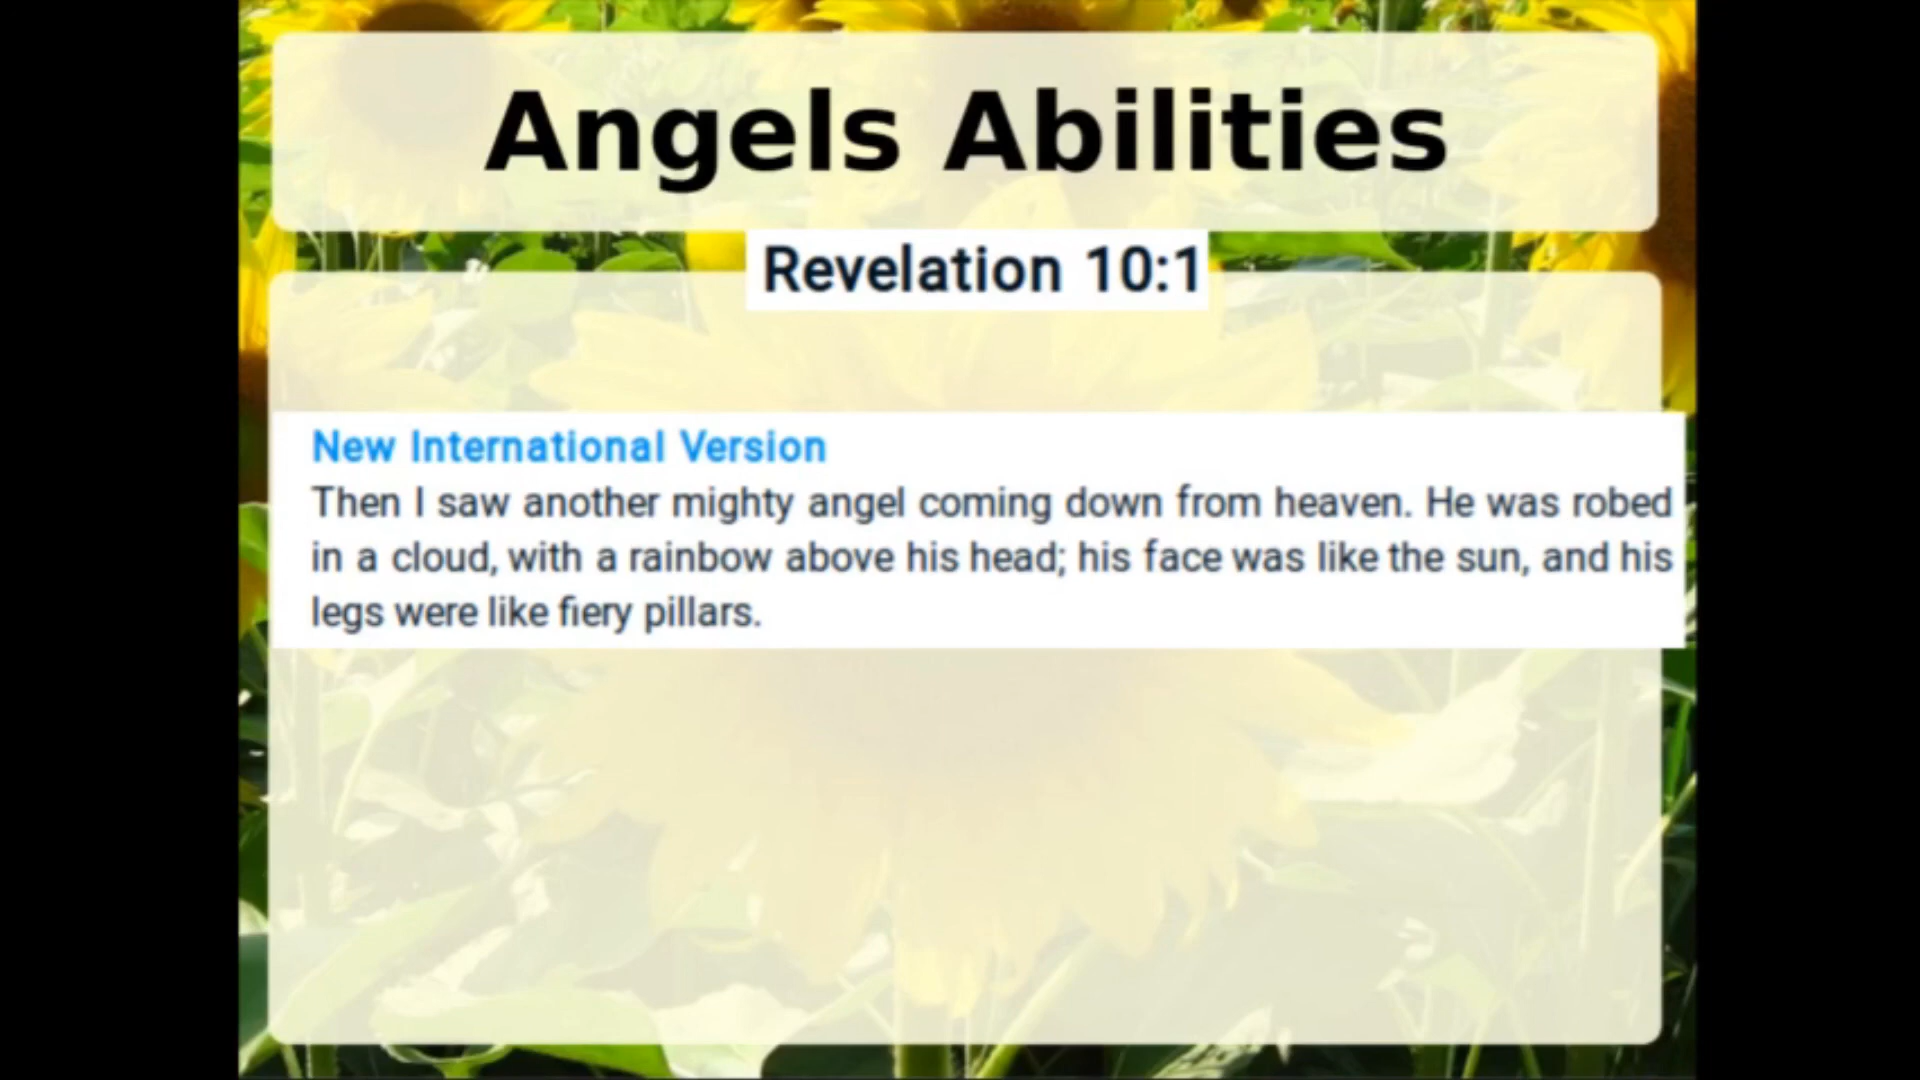 Angels Abilities
Revelation 10:1
New International Version
Then I saw another mighty angel coming down from heaven. He was robed
in a cloud, with a rainbow above his head; his face was like the sun, and his
legs were like fiery pillars.